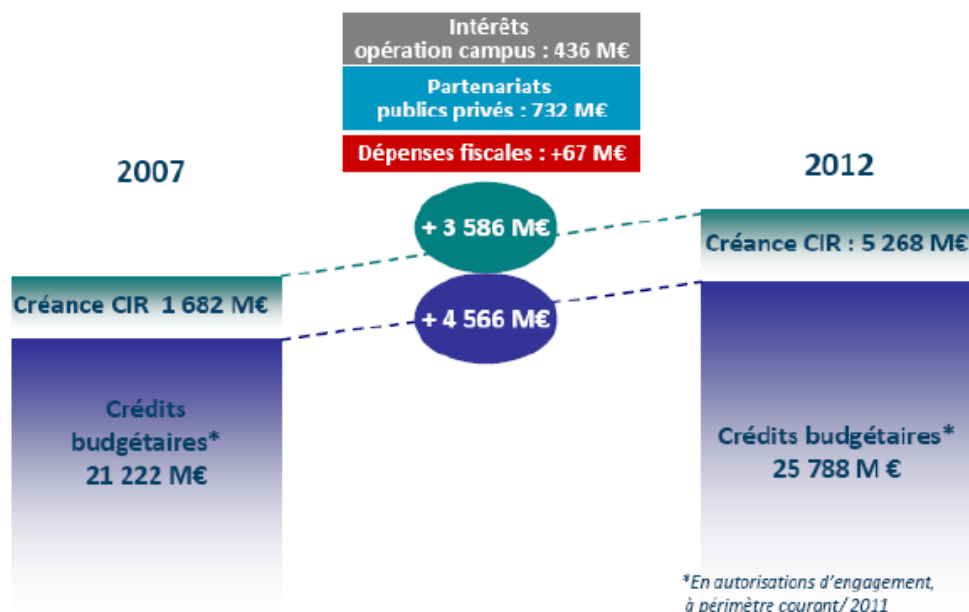 Intérêts
opération campus : 436 M€
Partenariats
publics privés : 732 M€
Dépenses fiscales : +67 M€
2007
2012
+ 3 586 M€
Créance CIR : 5 268 M€
Créance CIR 1 682 M€
+ 4 566 M€
Crédits
budgétaires*
21 222 M€
Crédits budgétaires*
25 788 M €
*En autorisations d'engagement,
à périmètre courant/ 2011